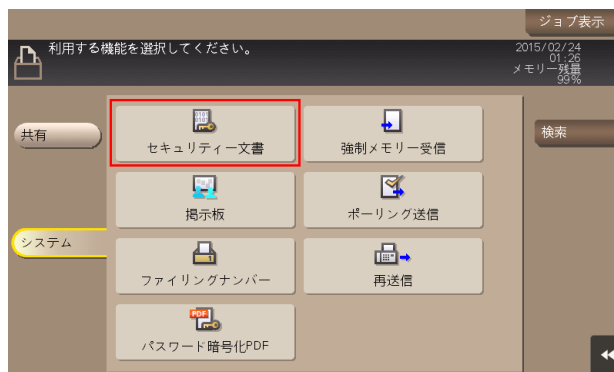 ジョブ表示
利用する機能を選択してください。
2015/02/24
01:26
メモリー残量
99%
共有
セキュリティー文書
強制メモリー受信
検索
掲示板
ポーリング送信
システム
ファイリングナンバー
再送信
PDF
パスワード暗号化PDF